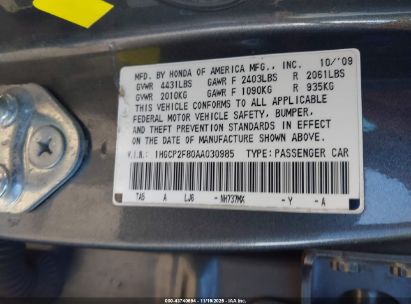 MFD. BY HONDA OF AMERICA MFG., INC. 10/'09
GVWR 4431LBS GAWR F 2403LBS R 2061LBS
GVWR 2010KG GAWR F 1090KG R 935KG
THIS VEHICLE CONFORMS TO ALL APPLICABLE
FEDERAL MOTOR VEHICLE SAFETY, BUMPER,
AND THEFT PREVENTION STANDARDS IN EFFECT
ON THE DATE OF MANUFACTURE SHOWN ABOVE.
V.I.N.: 1HGCP2F80AA030985 TYPE: PASSENGER CAR
TA5 A LJG NH737MX -Y -A